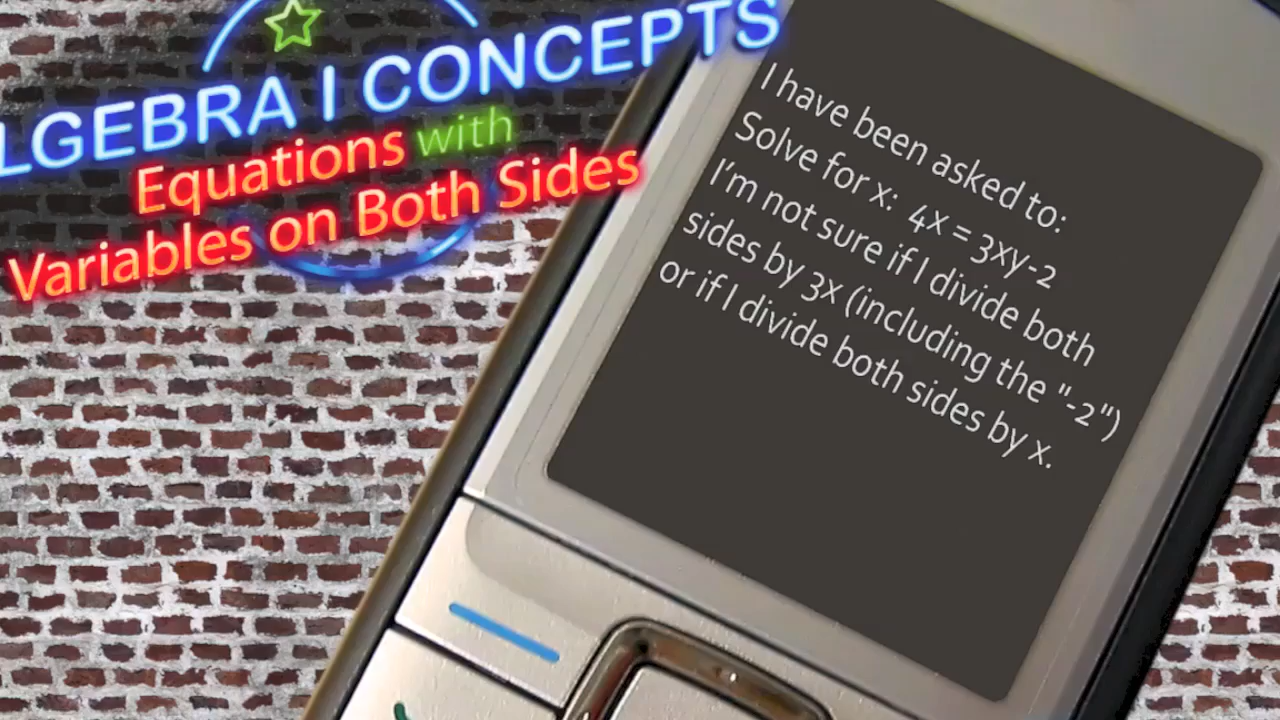 LGEBRA I CONCEPTS
Equations with
Variables on Both Sides
I have been asked to:
Solve for x:  4x = 3xy-2
I'm not sure if I divide both
sides by 3x (including the "-2")
or if I divide both sides by x.